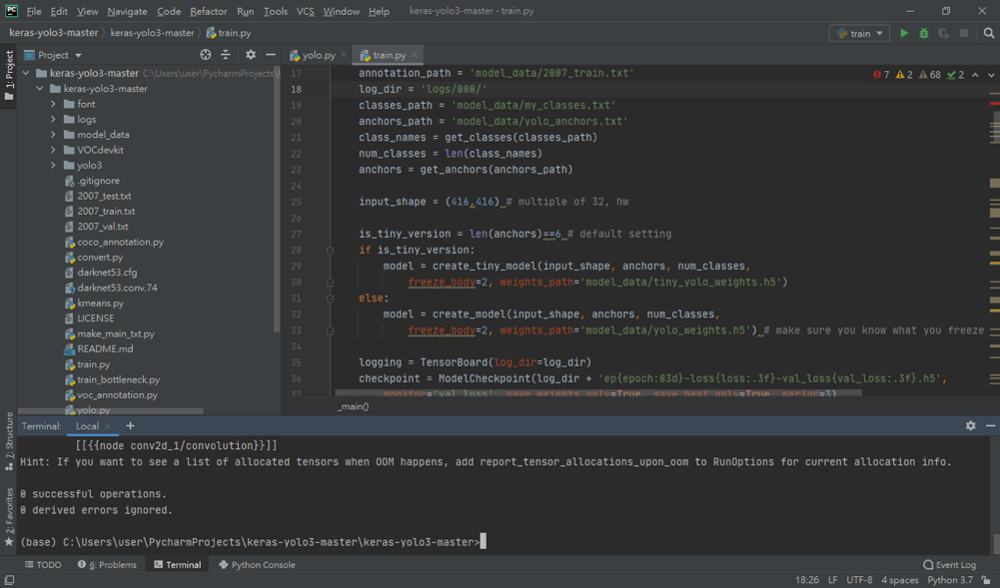 PC File Edit View Navigate Code Refactor Run Tools VCS Window Help keras-yolo3-master - train.py
keras-yolo3-master keras-yolo3-master train.py train
Project yolo.py train.py
1: Project
keras-yolo3-master C:\Users\user\PycharmProjects\k
keras-yolo3-master
font
logs
model_data
VOCdevkit
yolo3
.gitignore
2007_test.txt
2007_train.txt
2007_val.txt
coco_annotation.py
convert.py
darknet53.cfg
darknet53.conv.74
kmeans.py
LICENSE
make_main_txt.py
README.md
train.py
train_bottleneck.py
voc_annotation.py
yolo.py
7 2 68 2
17 annotation_path = 'model_data/2007_train.txt'
18 log_dir = 'logs/000/'
19 classes_path = 'model_data/my_classes.txt'
20 anchors_path = 'model_data/yolo_anchors.txt'
21 class_names = get_classes(classes_path)
22 num_classes = len(class_names)
23 anchors = get_anchors(anchors_path)
24
25 input_shape = (416,416) # multiple of 32, hw
26
27 is_tiny_version = len(anchors)==6 # default setting
28 if is_tiny_version:
29 model = create_tiny_model(input_shape, anchors, num_classes,
30 freeze_body=2, weights_path='model_data/tiny_yolo_weights.h5')
31 else:
32 model = create_model(input_shape, anchors, num_classes,
33 freeze_body=2, weights_path='model_data/yolo_weights.h5') # make sure you know what you freeze
34
35 logging = TensorBoard(log_dir=log_dir)
36 checkpoint = ModelCheckpoint(log_dir + 'ep{epoch:03d}-loss{loss:.3f}-val_loss{val_loss:.3f}.h5',
37 monitor='val_loss', save_weights_only=True, save_best_only=True, period=3)
_main()
Terminal: Local +
Z: Structure
2: Favorites
[[{{node conv2d_1/convolution}}]]
Hint: If you want to see a list of allocated tensors when OOM happens, add report_tensor_allocations_upon_oom to RunOptions for current allocation info.
0 successful operations.
0 derived errors ignored.
(base) C:\Users\user\PycharmProjects\keras-yolo3-master\keras-yolo3-master>
TODO 6: Problems Terminal Python Console Event Log
18:26 LF UTF-8 4 spaces Python 3.7